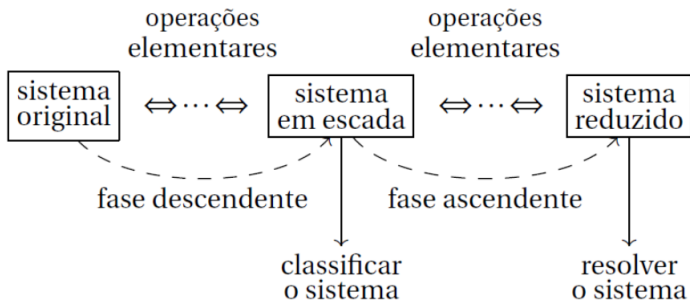 operações
elementares
operações
elementares
sistema
original
⇔ ··· ⇔
sistema
em escada
⇔ ··· ⇔
sistema
reduzido
fase descendente
fase ascendente
classificar
o sistema
resolver
o sistema